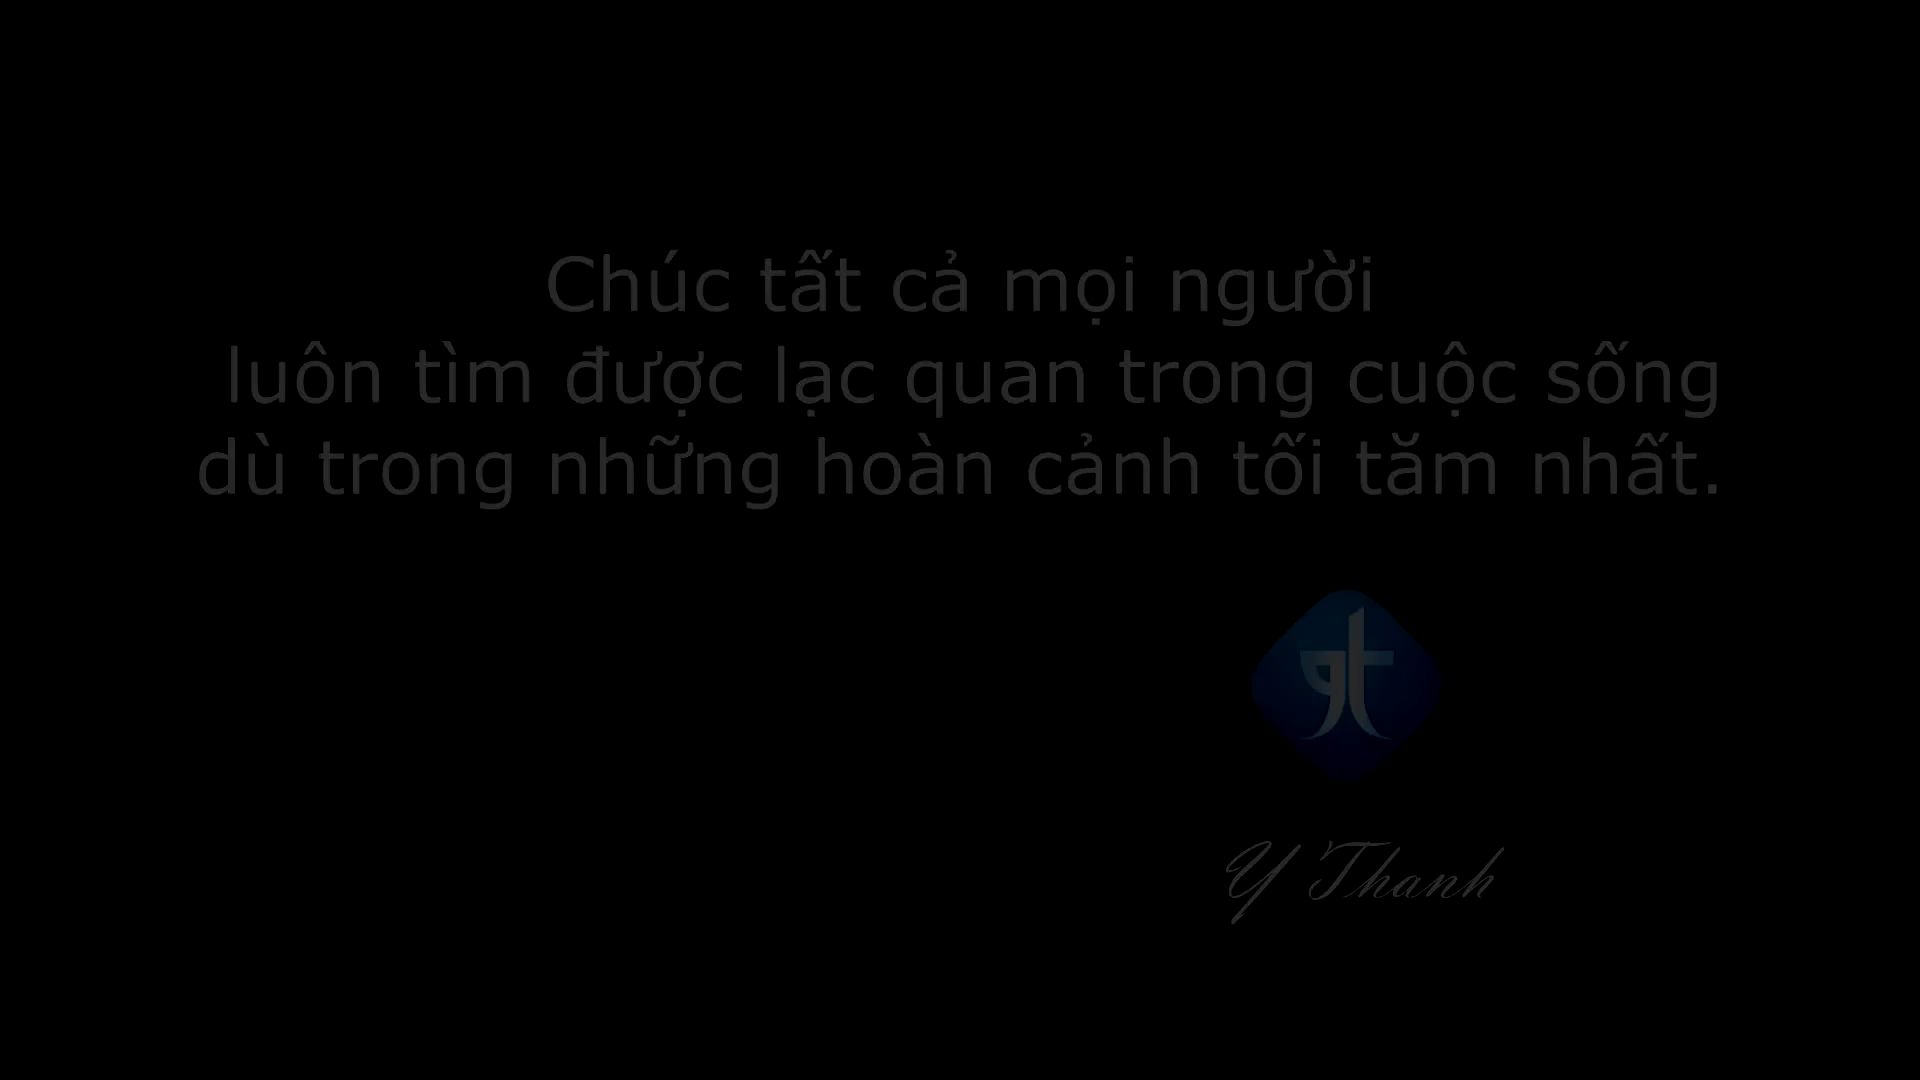 Chúc tất cả mọi người
luôn tìm được lạc quan trong cuộc sống
dù trong những hoàn cảnh tối tăm nhất.
Y Thanh